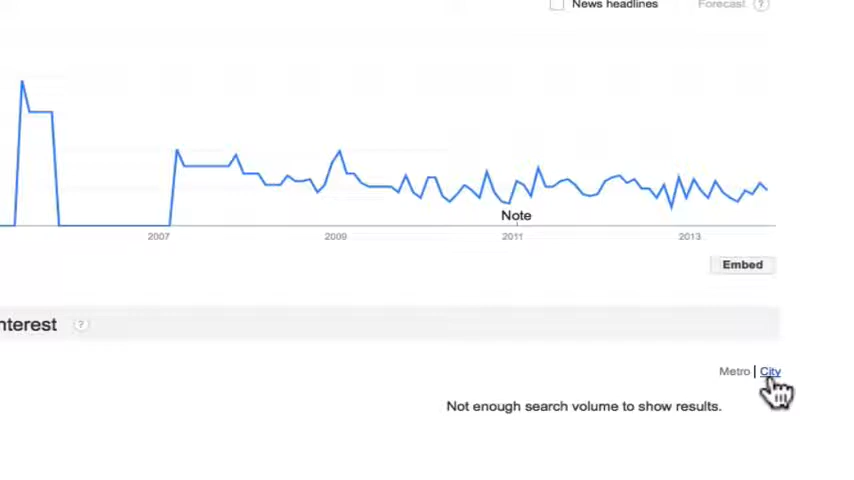 News headlines Forecast ?
Note
2007 2009 2011 2013
Embed
nterest ?
Metro | City
Not enough search volume to show results.